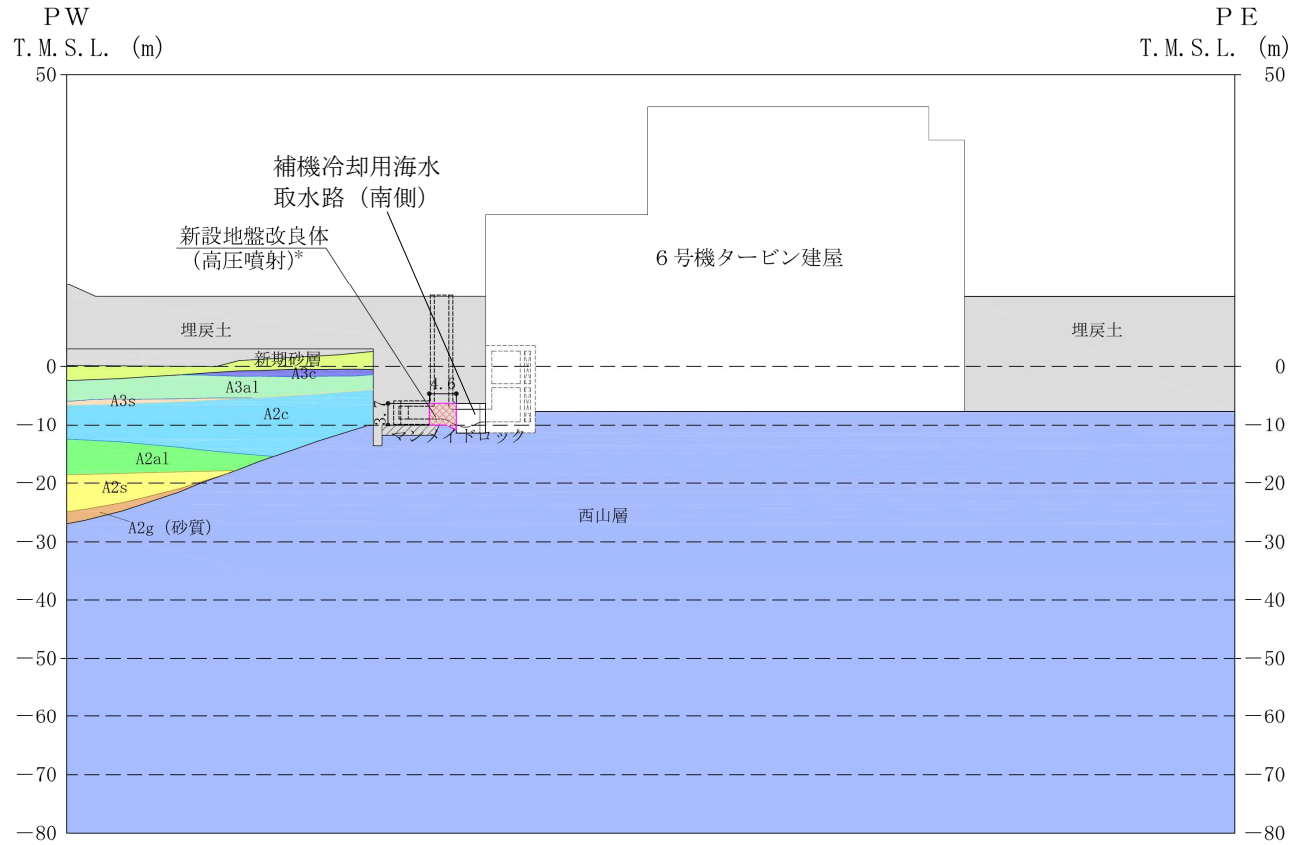 PW
PE
T.M.S.L. (m)
T.M.S.L. (m)
50
50
補機冷却用海水
取水路（南側）
新設地盤改良体
(高圧噴射)*
6号機タービン建屋
埋戻土
埋戻土
新期砂層
0
0
A3c
A3al
4.6
A3s
A2c
3.7
-10
-10
マンメイドロック
A2al
-20
-20
A2s
A2g（砂質）
西山層
-30
-30
-40
-40
-50
-50
-60
-60
-70
-70
-80
-80